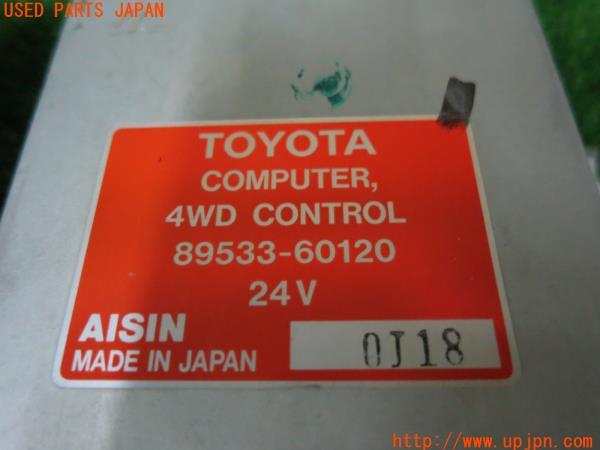 USED PARTS JAPAN
TOYOTA
COMPUTER,
4WD CONTROL
89533-60120
24V
AISIN
MADE IN JAPAN
0J18
http://www.upjpn.com